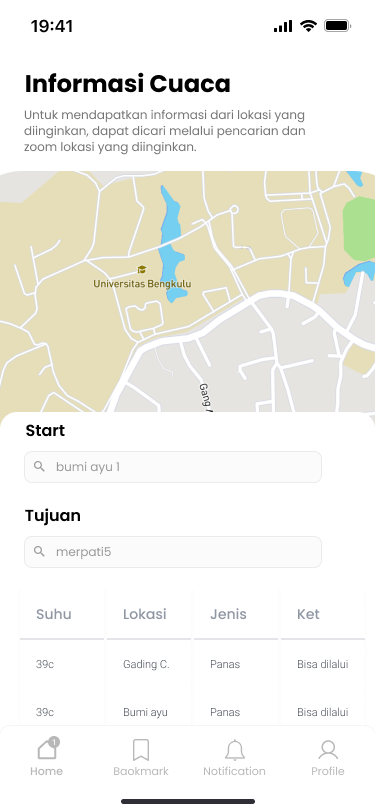 19:41
Informasi Cuaca
Untuk mendapatkan informasi dari lokasi yang
diinginkan, dapat dicari melalui pencarian dan
zoom lokasi yang diinginkan.
Universitas Bengkulu
Gang
Start
bumi ayu 1
Tujuan
merpati5
Suhu Lokasi Jenis Ket
39c Gading C. Panas Bisa dilalui
39c Bumi ayu Panas Bisa dilalui
1
Home Baokmark Notification Profile